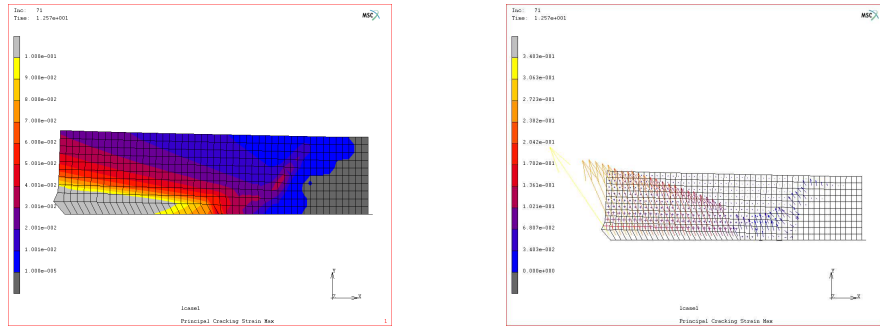 Inc: 71
Time: 1.257e+001
MSC
1.000e-001
9.000e-002
8.000e-002
7.000e-002
6.000e-002
5.001e-002
4.001e-002
3.001e-002
2.001e-002
1.001e-002
1.000e-005
Y
Z
X
lcase1
Principal Cracking Strain Max
1
Inc: 71
Time: 1.257e+001
MSC
3.403e-001
3.063e-001
2.723e-001
2.382e-001
2.042e-001
1.702e-001
1.361e-001
1.021e-001
6.807e-002
3.403e-002
0.000e+000
Y
Z
X
lcase1
Principal Cracking Strain Max